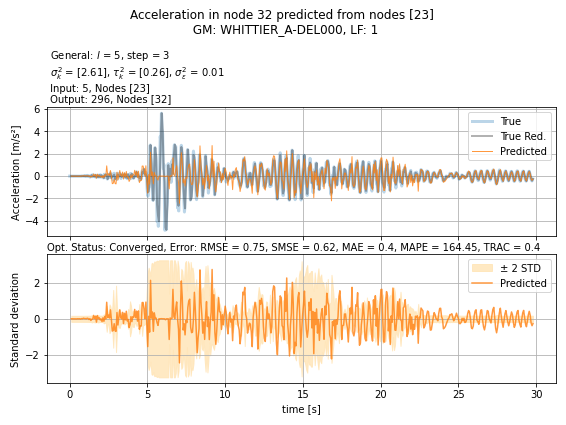 Acceleration in node 32 predicted from nodes [23]
GM: WHITTIER_A-DEL000, LF: 1
General: l = 5, step = 3
σ²ₖ = [2.61], τ²ₖ = [0.26], σ²ε = 0.01
Input: 5, Nodes [23]
Output: 296, Nodes [32]
6
4
2
0
−2
−4
Acceleration [m/s²]
True
True Red.
Predicted
Opt. Status: Converged, Error: RMSE = 0.75, SMSE = 0.62, MAE = 0.4, MAPE = 164.45, TRAC = 0.4
2
0
−2
Standard deviation
± 2 STD
Predicted
0 5 10 15 20 25 30
time [s]